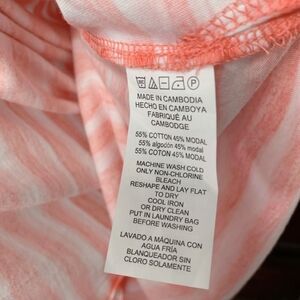 MADE IN CAMBODIA
HECHO EN CAMBOYA
FABRIQUÉ AU
CAMBODGE
55% COTTON 45% MODAL
55% algodón 45% modal
55% COTON 45% MODAL
MACHINE WASH COLD
ONLY NON-CHLORINE
BLEACH
RESHAPE AND LAY FLAT
TO DRY
COOL IRON
OR DRY CLEAN
PUT IN LAUNDRY BAG
BEFORE WASHING
LAVADO A MÁQUINA CON
AGUA FRÍA
BLANQUEADOR SIN
CLORO SOLAMENTE